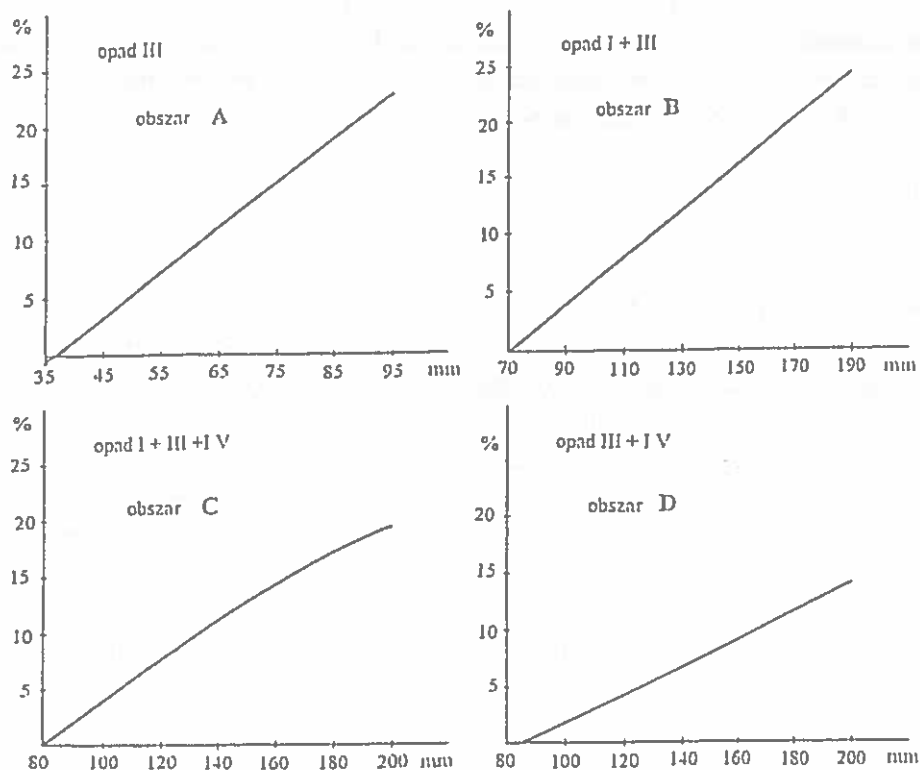 %
opad III
25
obszar A
20
15
10
5
35 45 55 65 75 85 95 mm
%
opad I + III
25
obszar B
20
15
10
5
70 90 110 130 150 170 190 mm
%
opad I + III +I V
25
obszar C
20
15
10
5
80 100 120 140 160 180 200 mm
%
opad III + I V
obszar D
20
15
10
5
80 100 120 140 160 180 200 mm